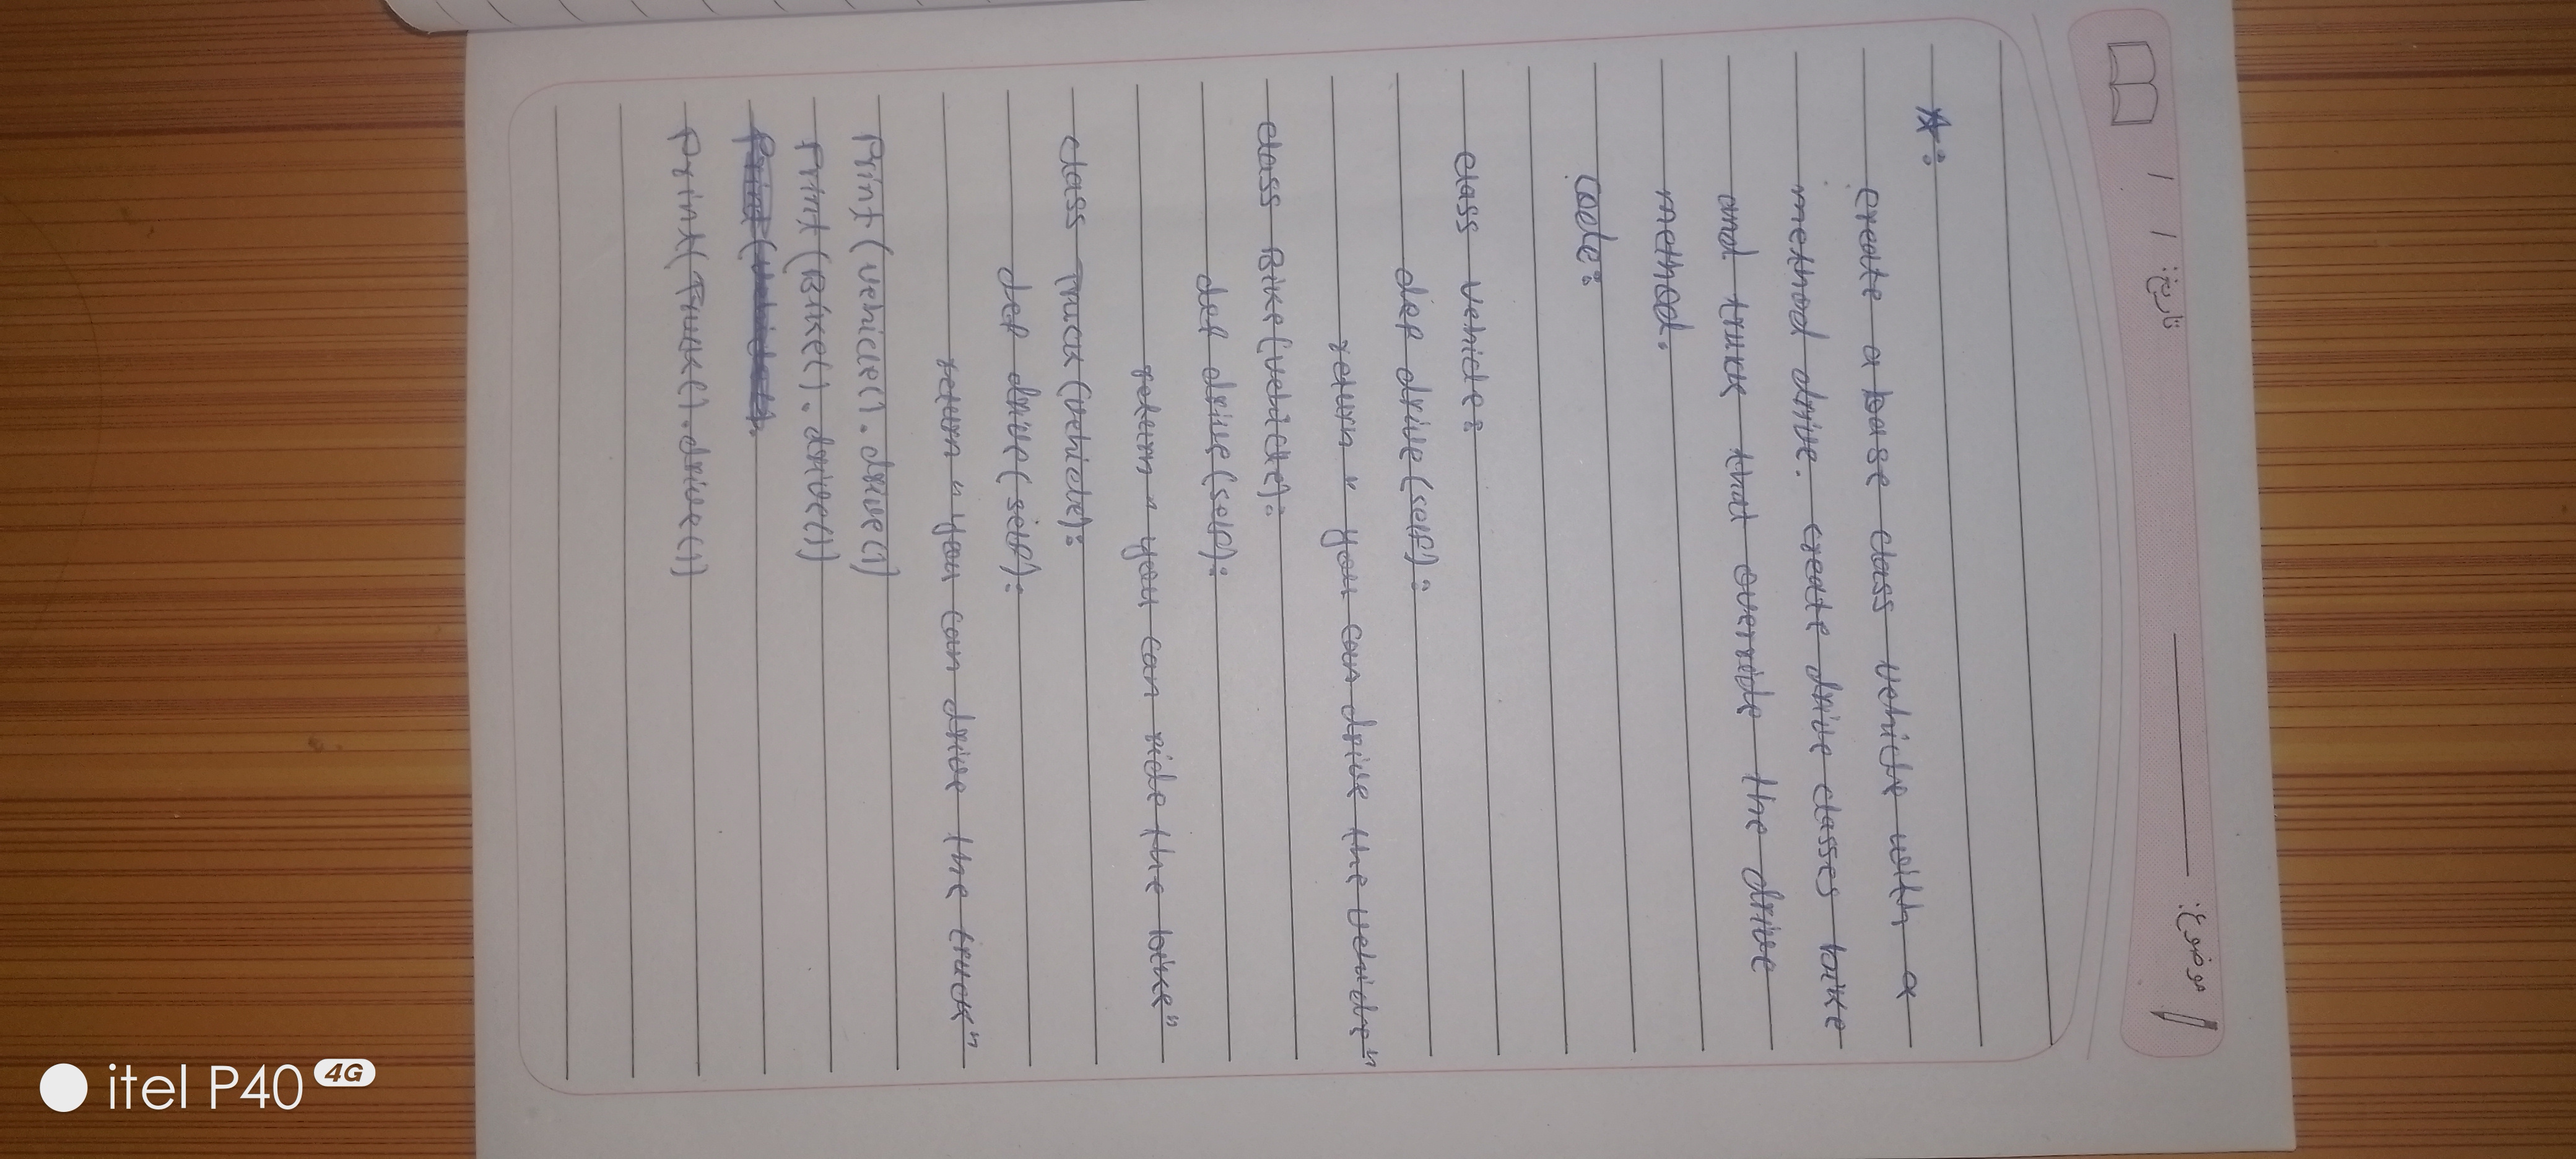 تاریخ: / / موضوع:
*:
create a base class vehicle with a
method drive. create drive classes bike
and truck that override the drive
method.
Code:
class vehicle:
def drive(self):
return "you can drive the vehicle"
class Bike(vehicle):
def drive(self):
return "you can ride the bike"
class Truck(vehicle):
def drive(self):
return "you can drive the truck"
Print(vehicle().drive()
Print(Bike().drive()
Print(Truck().drive()
itel P40 4G